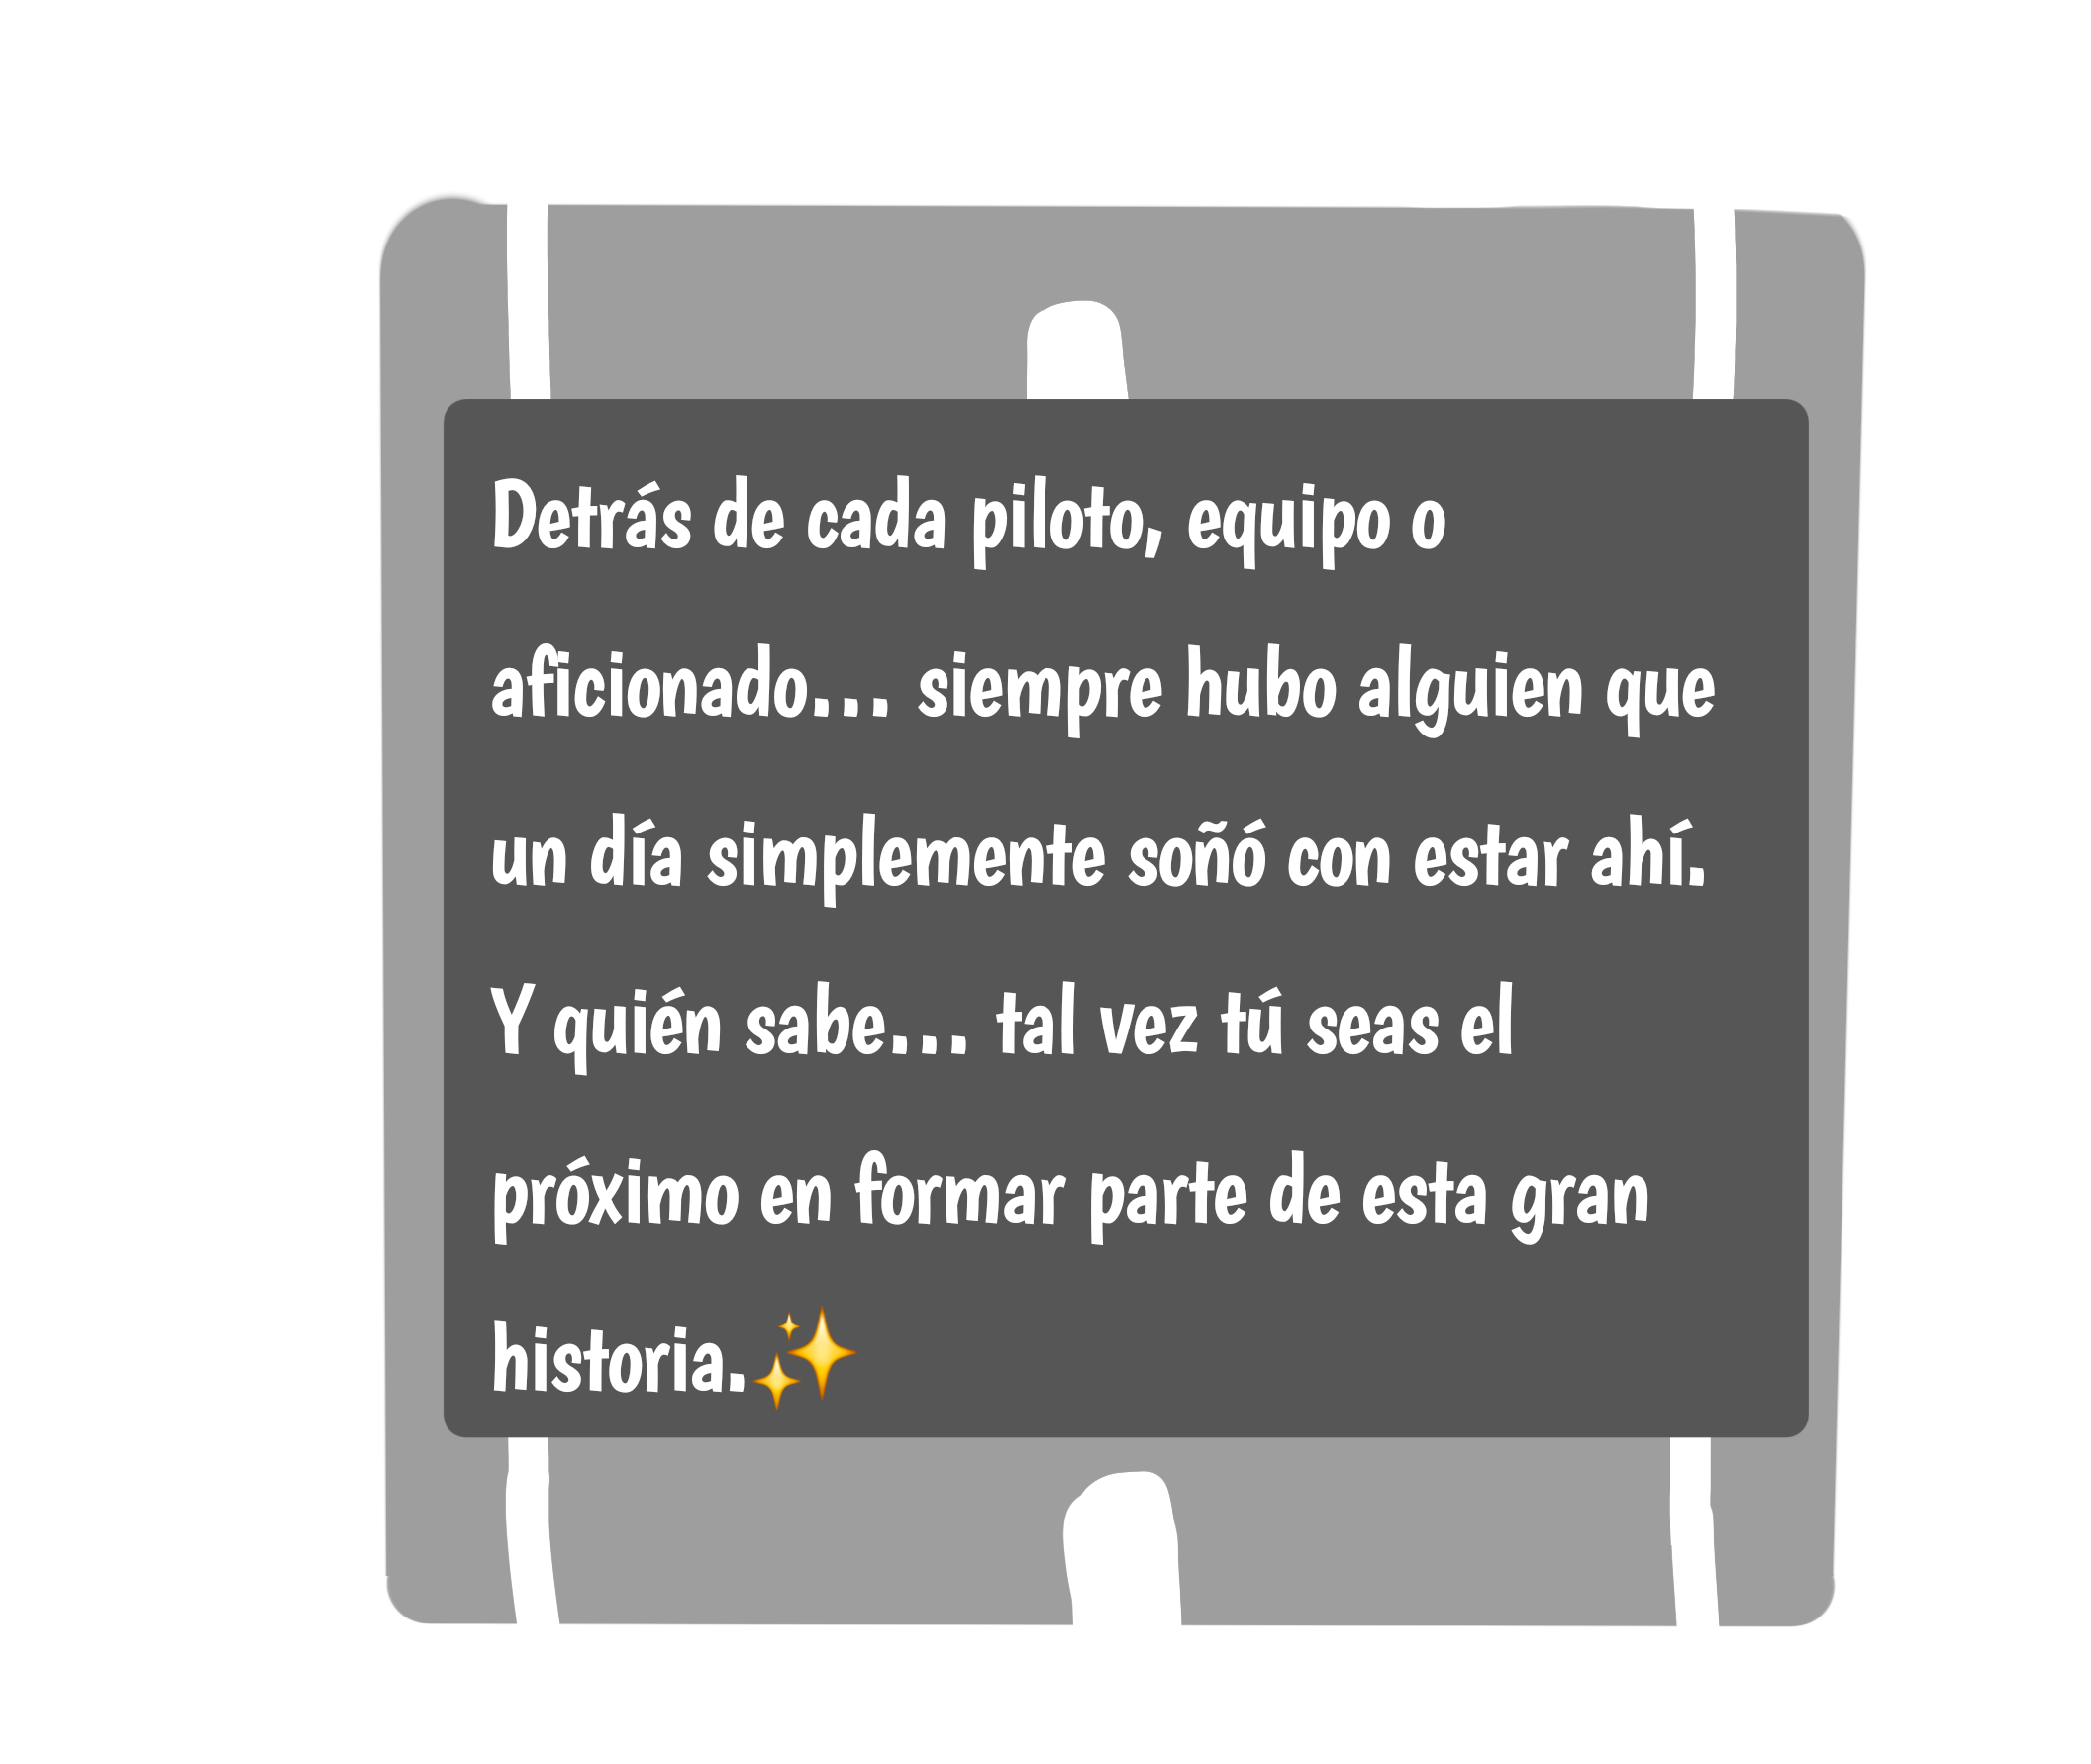 Detrás de cada piloto, equipo o
aficionado... siempre hubo alguien que
un día simplemente soñó con estar ahí.
Y quién sabe... tal vez tú seas el
próximo en formar parte de esta gran
historia.✨